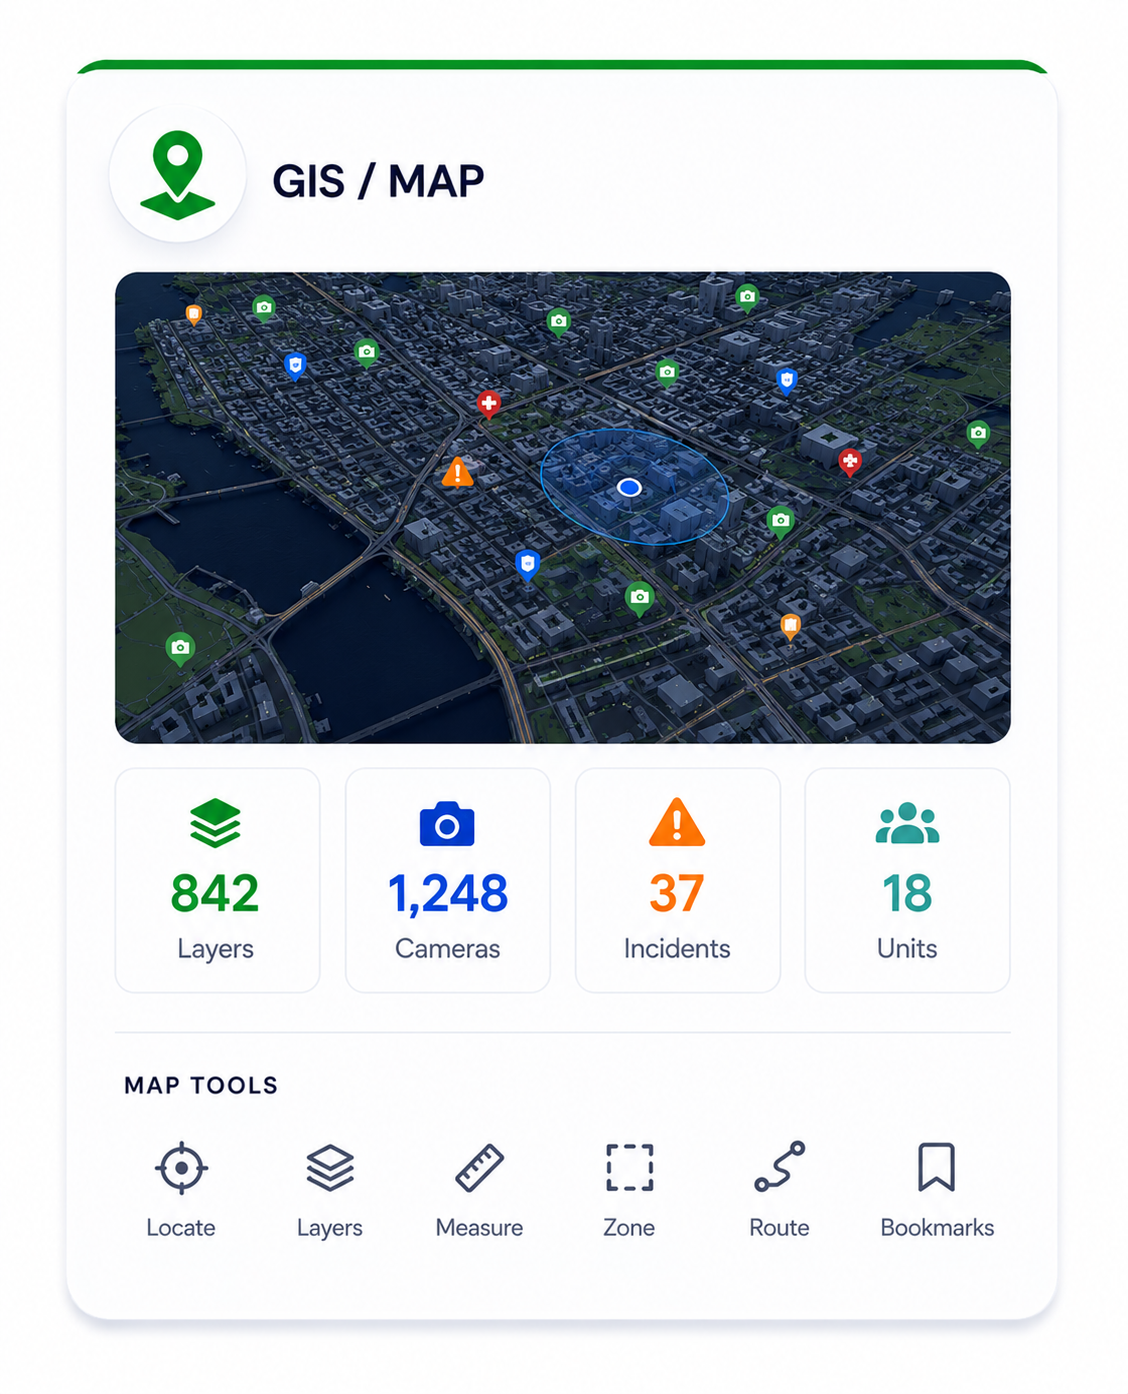 GIS / MAP
842
Layers
1,248
Cameras
37
Incidents
18
Units
MAP TOOLS
Locate
Layers
Measure
Zone
Route
Bookmarks